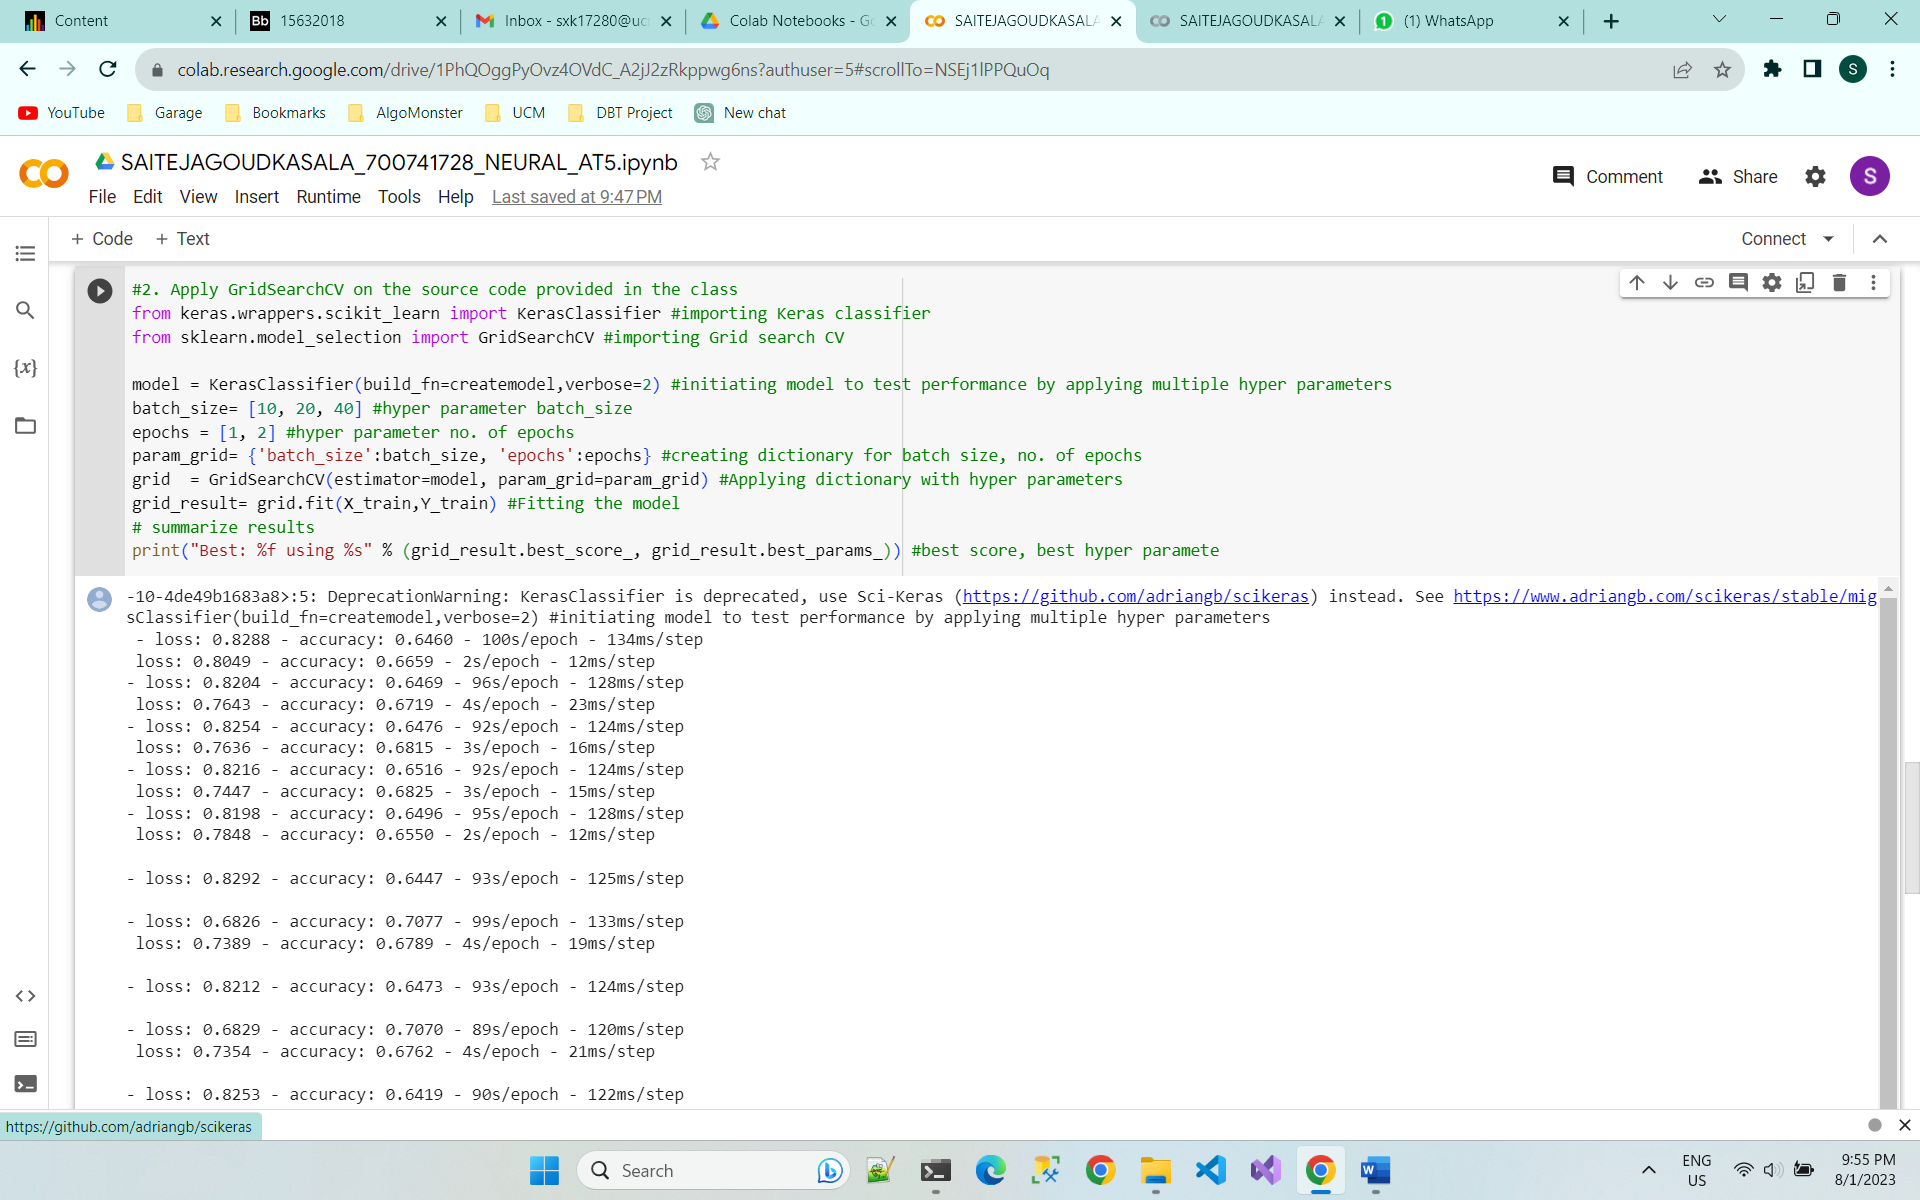 Content
Bb 15632018
Inbox - sxk17280@uc
Colab Notebooks - Go
SAITEJAGOUDKASALA
SAITEJAGOUDKASALA
(1) WhatsApp
colab.research.google.com/drive/1PhQOggPyOvz4OVdC_A2jJ2zRkppwg6ns?authuser=5#scrollTo=NSEj1lPPQuOq
S
YouTube Garage Bookmarks AlgoMonster UCM DBT Project New chat
SAITEJAGOUDKASALA_700741728_NEURAL_AT5.ipynb
Comment Share S
File Edit View Insert Runtime Tools Help Last saved at 9:47 PM
+ Code + Text Connect
#2. Apply GridSearchCV on the source code provided in the class
from keras.wrappers.scikit_learn import KerasClassifier #importing Keras classifier
from sklearn.model_selection import GridSearchCV #importing Grid search CV
model = KerasClassifier(build_fn=createmodel,verbose=2) #initiating model to test performance by applying multiple hyper parameters
batch_size= [10, 20, 40] #hyper parameter batch_size
epochs = [1, 2] #hyper parameter no. of epochs
param_grid= {'batch_size':batch_size, 'epochs':epochs} #creating dictionary for batch size, no. of epochs
grid  = GridSearchCV(estimator=model, param_grid=param_grid) #Applying dictionary with hyper parameters
grid_result= grid.fit(X_train,Y_train) #Fitting the model
# summarize results
print("Best: %f using %s" % (grid_result.best_score_, grid_result.best_params_)) #best score, best hyper paramete
-10-4de49b1683a8>:5: DeprecationWarning: KerasClassifier is deprecated, use Sci-Keras (https://github.com/adriangb/scikeras) instead. See https://www.adriangb.com/scikeras/stable/mig
sClassifier(build_fn=createmodel,verbose=2) #initiating model to test performance by applying multiple hyper parameters
- loss: 0.8288 - accuracy: 0.6460 - 100s/epoch - 134ms/step
loss: 0.8049 - accuracy: 0.6659 - 2s/epoch - 12ms/step
- loss: 0.8204 - accuracy: 0.6469 - 96s/epoch - 128ms/step
loss: 0.7643 - accuracy: 0.6719 - 4s/epoch - 23ms/step
- loss: 0.8254 - accuracy: 0.6476 - 92s/epoch - 124ms/step
loss: 0.7636 - accuracy: 0.6815 - 3s/epoch - 16ms/step
- loss: 0.8216 - accuracy: 0.6516 - 92s/epoch - 124ms/step
loss: 0.7447 - accuracy: 0.6825 - 3s/epoch - 15ms/step
- loss: 0.8198 - accuracy: 0.6496 - 95s/epoch - 128ms/step
loss: 0.7848 - accuracy: 0.6550 - 2s/epoch - 12ms/step
- loss: 0.8292 - accuracy: 0.6447 - 93s/epoch - 125ms/step
- loss: 0.6826 - accuracy: 0.7077 - 99s/epoch - 133ms/step
loss: 0.7389 - accuracy: 0.6789 - 4s/epoch - 19ms/step
- loss: 0.8212 - accuracy: 0.6473 - 93s/epoch - 124ms/step
- loss: 0.6829 - accuracy: 0.7070 - 89s/epoch - 120ms/step
loss: 0.7354 - accuracy: 0.6762 - 4s/epoch - 21ms/step
- loss: 0.8253 - accuracy: 0.6419 - 90s/epoch - 122ms/step
https://github.com/adriangb/scikeras
Search
ENG
US
9:55 PM
8/1/2023